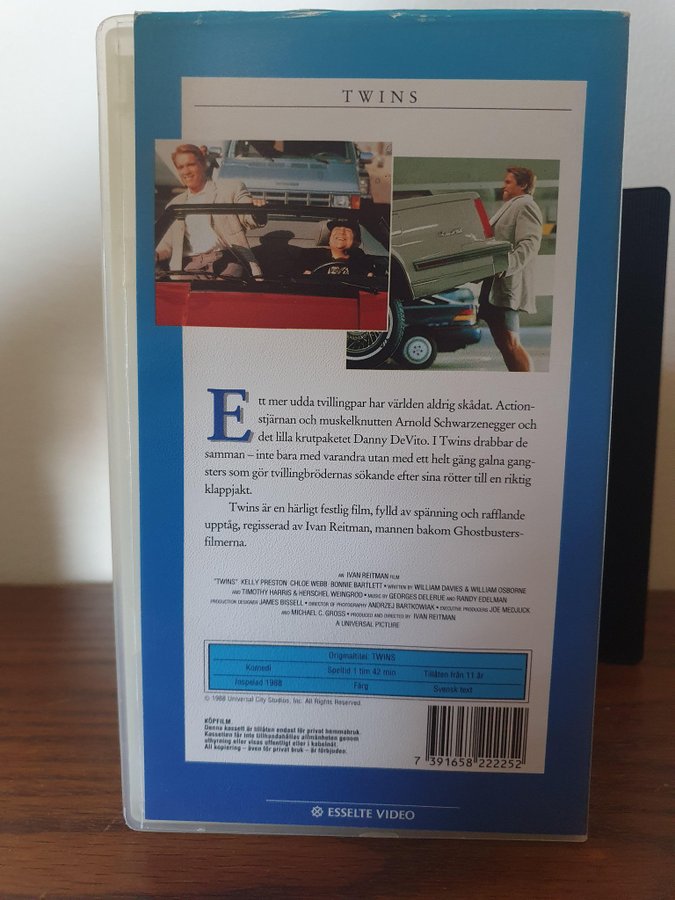 TWINS
Ett mer udda tvillingpar har världen aldrig skådat. Action-
stjärnan och muskelknutten Arnold Schwarzenegger och
det lilla krutpaketet Danny DeVito. I Twins drabbar de
samman – inte bara med varandra utan med ett helt gäng galna gang-
sters som gör tvillingbrödernas sökande efter sina rötter till en riktig
klappjakt.
Twins är en härligt festlig film, fylld av spänning och rafflande
upptåg, regisserad av Ivan Reitman, mannen bakom Ghostbusters-
filmerna.
AN IVAN REITMAN FILM
"TWINS" KELLY PRESTON CHLOE WEBB BONNIE BARTLETT • WRITTEN BY WILLIAM DAVIES & WILLIAM OSBORNE
AND TIMOTHY HARRIS & HERSCHEL WEINGROD • MUSIC BY GEORGES DELERUE AND RANDY EDELMAN
PRODUCTION DESIGNER JAMES BISSELL • DIRECTOR OF PHOTOGRAPHY ANDRZEJ BARTKOWIAK • EXECUTIVE PRODUCERS JOE MEDJUCK
AND MICHAEL C. GROSS • PRODUCED AND DIRECTED BY IVAN REITMAN
A UNIVERSAL PICTURE
Originaltitel: TWINS
Komedi Speltid 1 tim 42 min Tillåten från 11 år
Inspelad 1988 Färg Svensk text
© 1988 Universal City Studios, Inc. All Rights Reserved.
KÖPFILM
Denna kassett är tillåten endast för privat hemmabruk.
Kassetten får inte tillhandahållas allmänheten genom
uthyrning eller visas offentligt eller i kabelnät.
All kopiering – även för privat bruk – är förbjuden.
7 391658 222252
ESSELTE VIDEO